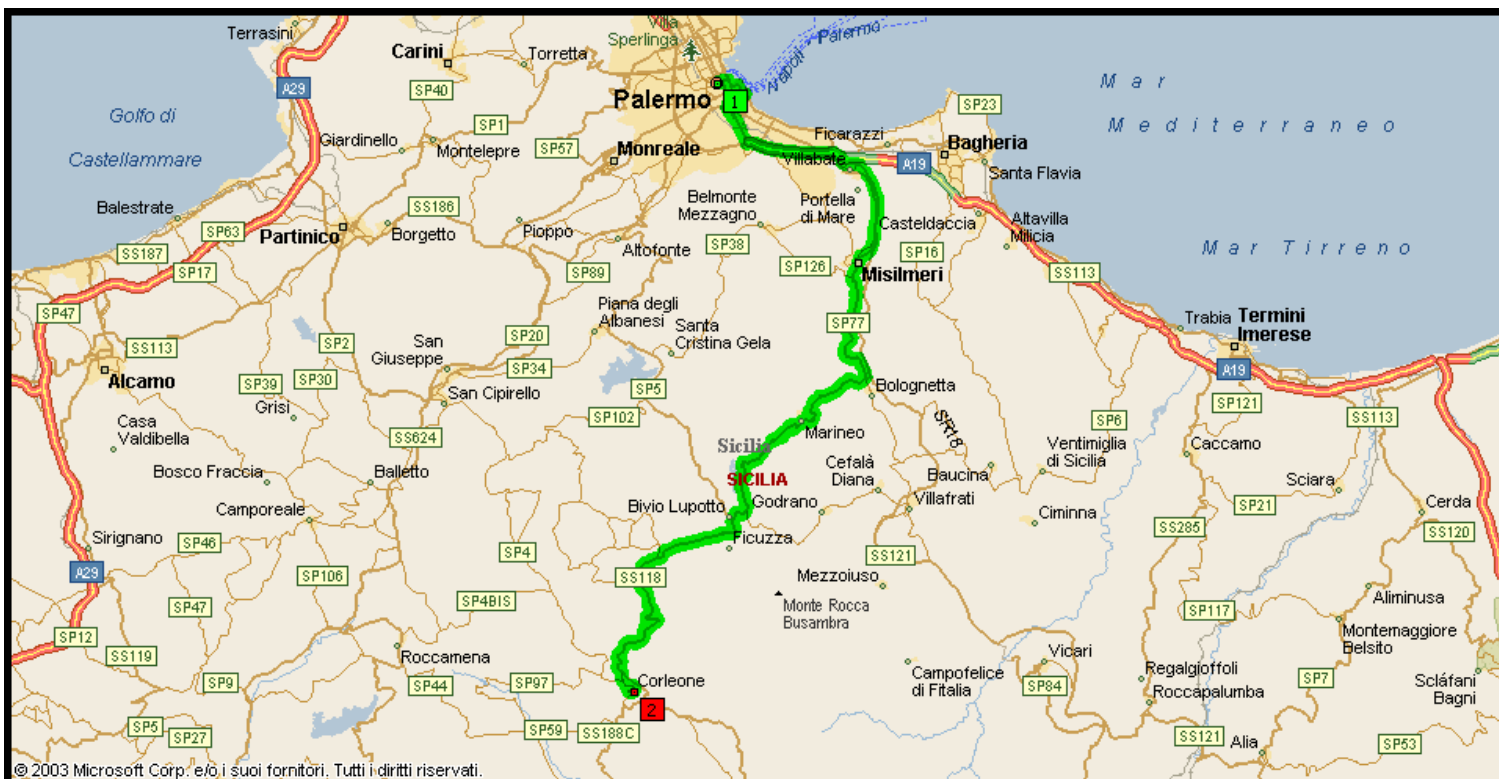 Villa
Sperlinga
Terrasini
Carini
Torretta
Palermo
Mar
A29
SP40
SP23
Golfo di
Castellammare
Palermo
1
Mediterraneo
SP1
Giardinello
Montelepre
SP57
Monreale
Ficarazzi
Bagheria
Villabate
A19
Santa Flavia
Balestrate
SS186
Belmonte
Mezzagno
Portella
di Mare
Casteldaccia
Altavilla
Milicia
SP63
Partinico
Borgetto
Pioppo
Altofonte
SP38
SP16
Mar Tirreno
SS187
SP17
SP89
SP126
Misilmeri
SS113
SP47
Piana degli
Albanesi
SP77
Trabia
Termini
Imerese
SS113
SP2
San
Giuseppe
SP20
Santa
Cristina Gela
Alcamo
SP39
SP30
SP34
SP5
Bolognetta
A19
Grisi
San Cipirello
SP102
SP121
SS113
Casa
Valdibella
SS624
Marineo
SR16
SP6
Sicilia
Caccamo
Bosco Fraccia
Balletto
SICILIA
Cefalà
Diana
Baucina
Ventimiglia
di Sicilia
Sciara
Camporeale
Bivio Lupotto
Godrano
Villafrati
SP21
Cerda
Ciminna
Sirignano
SP46
SP4
Ficuzza
SS121
SS285
SS120
A29
SP106
SS118
Mezzoiuso
SP47
SP4BIS
Monte Rocca
Busambra
SP117
Aliminusa
SP12
Montemaggiore
Belsito
SS119
Roccamena
Vicari
SP9
SP44
SP97
Corleone
Campofelice
di Fitalia
SP84
Regalgioffoli
Roccapalumba
SP7
Scláfani
Bagni
2
SP5
SP27
SP59
SS188C
SS121
Alia
SP53
© 2003 Microsoft Corp. e/o i suoi fornitori. Tutti i diritti riservati.